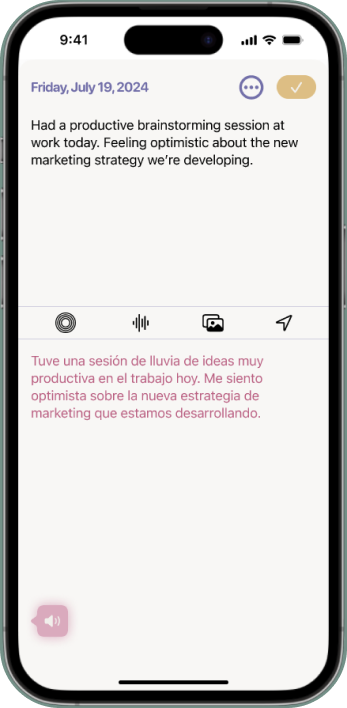 9:41
Friday, July 19, 2024
Had a productive brainstorming session at
work today. Feeling optimistic about the new
marketing strategy we’re developing.
Tuve una sesión de lluvia de ideas muy
productiva en el trabajo hoy. Me siento
optimista sobre la nueva estrategia de
marketing que estamos desarrollando.